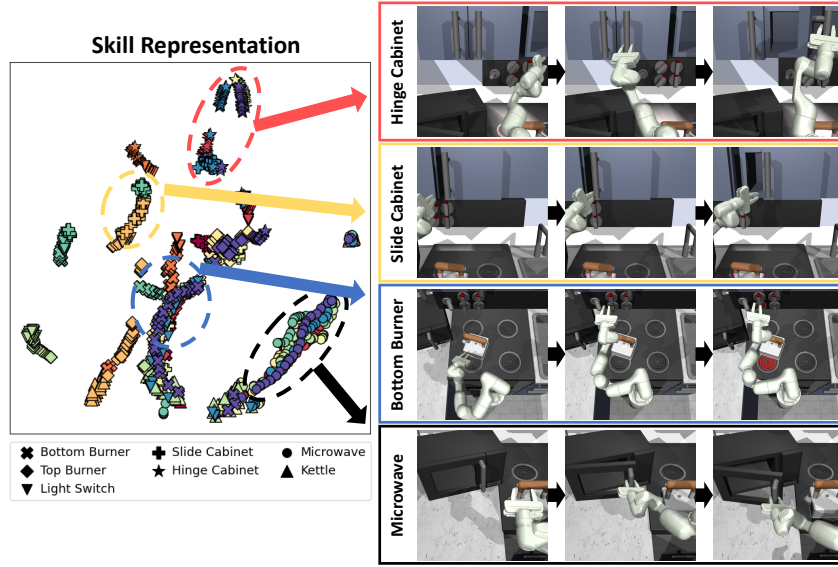 Skill Representation
Bottom Burner
Slide Cabinet
Microwave
Top Burner
Hinge Cabinet
Kettle
Light Switch
Hinge Cabinet
Slide Cabinet
Bottom Burner
Microwave